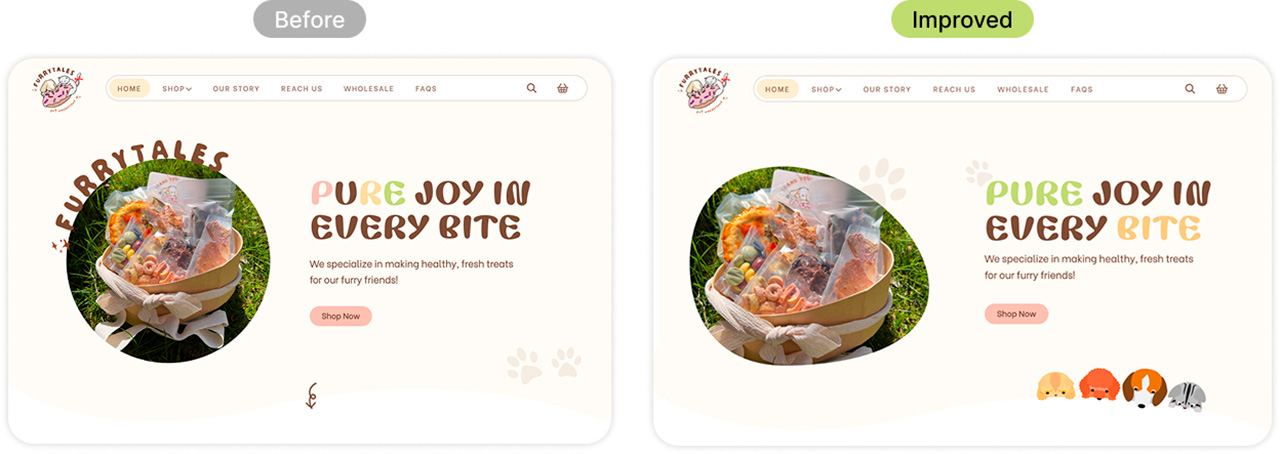 Before
Improved
FURRYTALES
HOME SHOP OUR STORY REACH US WHOLESALE FAQS
FURRYTALES
PURE JOY IN
EVERY BITE
We specialize in making healthy, fresh treats
for our furry friends!
Shop Now
FURRYTALES
HOME SHOP OUR STORY REACH US WHOLESALE FAQS
PURE JOY IN
EVERY BITE
We specialize in making healthy, fresh treats
for our furry friends!
Shop Now